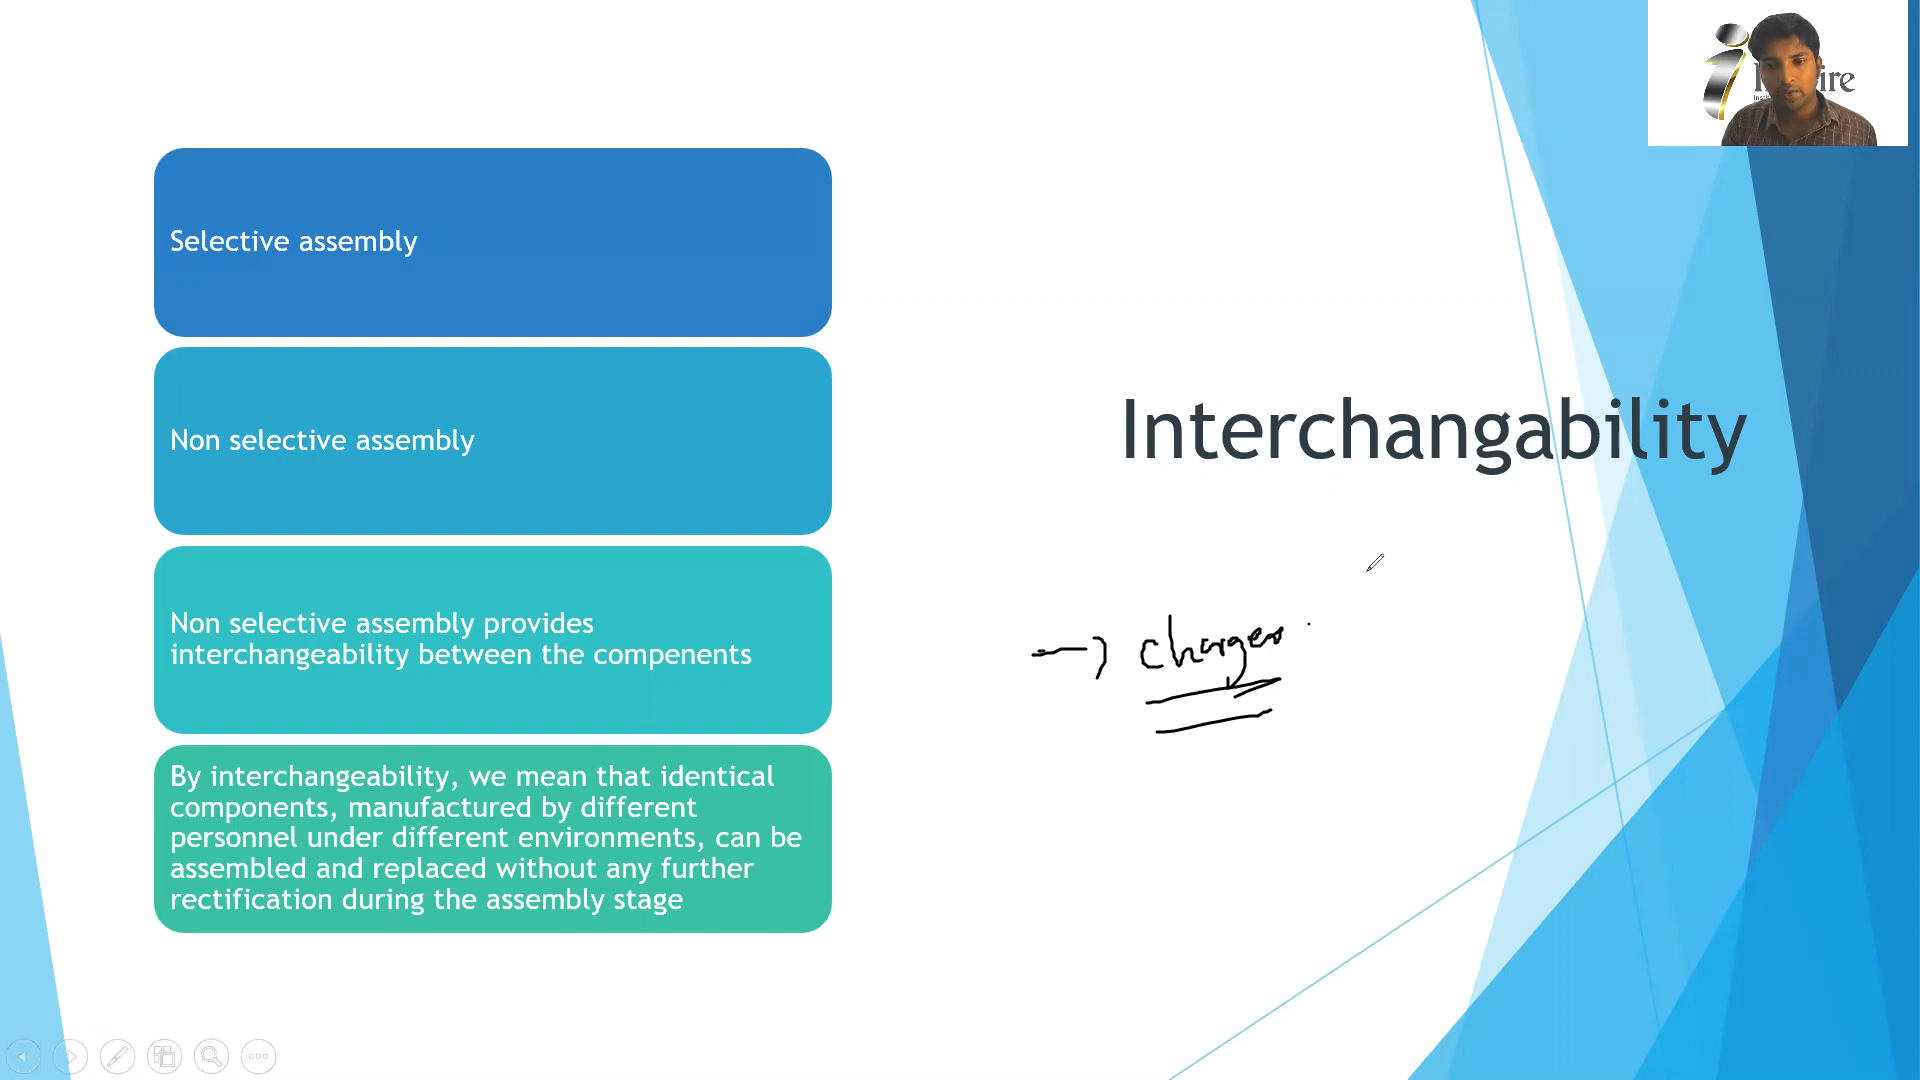 Selective assembly
Non selective assembly
Non selective assembly provides
interchangeability between the compenents
By interchangeability, we mean that identical
components, manufactured by different
personnel under different environments, can be
assembled and replaced without any further
rectification during the assembly stage
Interchangability
charger